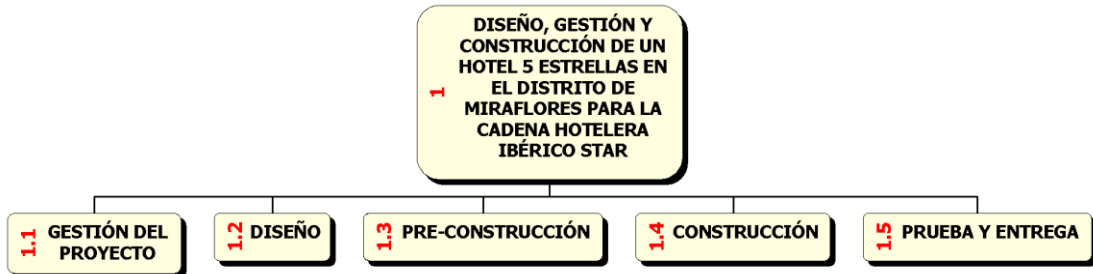 1
DISEÑO, GESTIÓN Y
CONSTRUCCIÓN DE UN
HOTEL 5 ESTRELLAS EN
EL DISTRITO DE
MIRAFLORES PARA LA
CADENA HOTELERA
IBÉRICO STAR
1.1
GESTIÓN DEL
PROYECTO
1.2
DISEÑO
1.3
PRE-CONSTRUCCIÓN
1.4
CONSTRUCCIÓN
1.5
PRUEBA Y ENTREGA